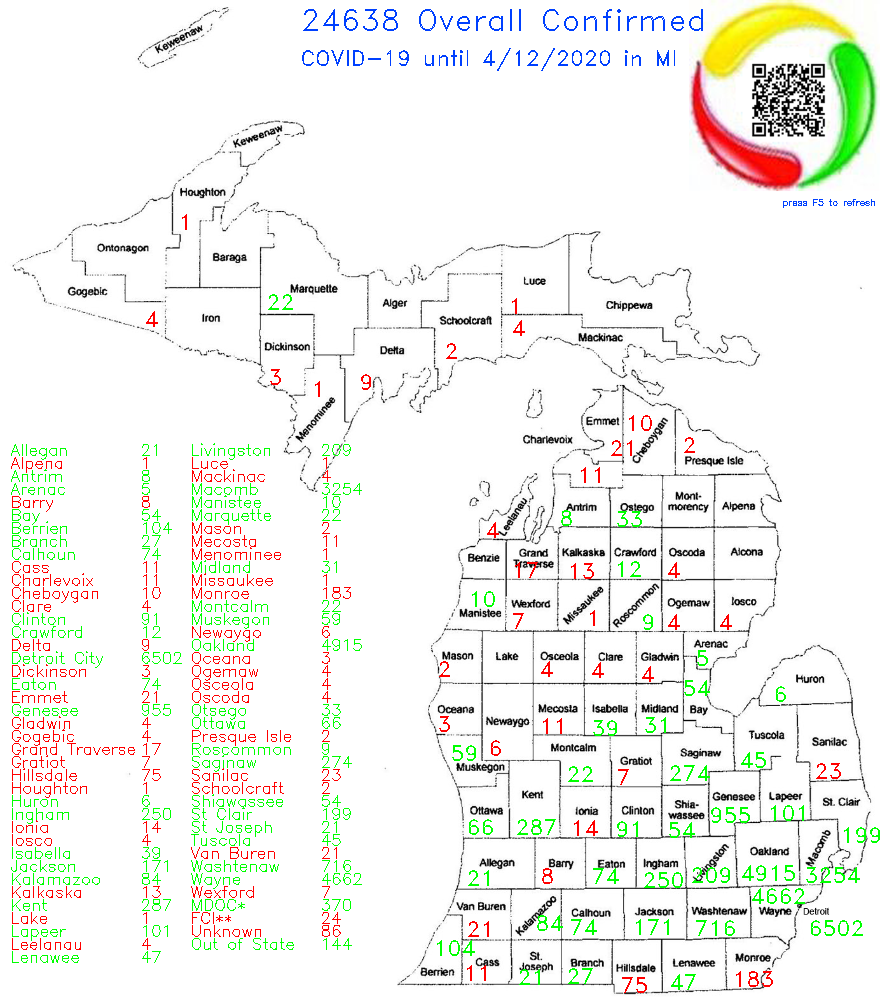 24638 Overall Confirmed
COVID-19 until 4/12/2020 in MI
press F5 to refresh
Keweenaw
Keweenaw
Houghton
1
Ontonagon
Baraga
Gogebic
4
Iron
Marquette
22
Alger
Luce
1
Chippewa
Schoolcraft
2
4
Mackinac
Dickinson
3
Delta
9
1
Menominee
Emmet
21
10
Cheboygan
2
Presque Isle
Charlevoix
11
Allegan 21 Livingston 209
Alpena 1 Luce 1
Antrim 8 Mackinac 4
Arenac 5 Macomb 3254
Barry 8 Manistee 10
Bay 54 Marquette 22
Berrien 104 Mason 2
Branch 27 Mecosta 11
Calhoun 74 Menominee 1
Cass 11 Midland 31
Charlevoix 11 Missaukee 1
Cheboygan 10 Monroe 183
Clare 4 Montcalm 22
Clinton 91 Muskegon 59
Crawford 12 Newaygo 6
Delta 9 Oakland 4915
Detroit City 6502 Oceana 3
Dickinson 3 Ogemaw 4
Eaton 74 Osceola 4
Emmet 21 Oscoda 4
Genesee 955 Otsego 33
Gladwin 4 Ottawa 66
Gogebic 4 Presque Isle 2
Grand Traverse 17 Roscommon 9
Gratiot 7 Saginaw 274
Hillsdale 75 Sanilac 23
Houghton 1 Schoolcraft 2
Huron 6 Shiawassee 54
Ingham 250 St Clair 199
Ionia 14 St Joseph 21
Iosco 4 Tuscola 45
Isabella 39 Van Buren 21
Jackson 171 Washtenaw 716
Kalamazoo 84 Wayne 4662
Kalkaska 13 Wexford 7
Kent 287 MDOC* 370
Lake 1 FCI** 24
Lapeer 101 Unknown 86
Leelanau 4 Out of State 144
Lenawee 47
4
Leelanau
Antrim
8
Ostego
33
Mont-
morency
Alpena
Benzie
Grand
Traverse
17
Kalkaska
13
Crawford
12
Oscoda
4
Alcona
10
Manistee
Wexford
7
Missaukee
1
Roscommon
9
Ogemaw
4
Iosco
4
Mason
2
Lake
Osceola
4
Clare
4
Gladwin
4
Arenac
5
Oceana
3
Newaygo
6
Mecosta
11
Isabella
39
Midland
31
54
Bay
Huron
6
59
Muskegon
Montcalm
22
Gratiot
7
Saginaw
274
Tuscola
45
Sanilac
23
Ottawa
66
Kent
287
Ionia
14
Clinton
91
Shia-
wassee
54
Genesee
955
Lapeer
101
St. Clair
199
Allegan
21
Barry
8
Eaton
74
Ingham
250
Livingston
209
Oakland
4915
Macomb
3254
Van Buren
21
Kalamazoo
84
Calhoun
74
Jackson
171
Washtenaw
716
4662
Wayne
Detroit
6502
104
Berrien
Cass
11
St.
Joseph
21
Branch
27
Hillsdale
75
Lenawee
47
Monroe
183